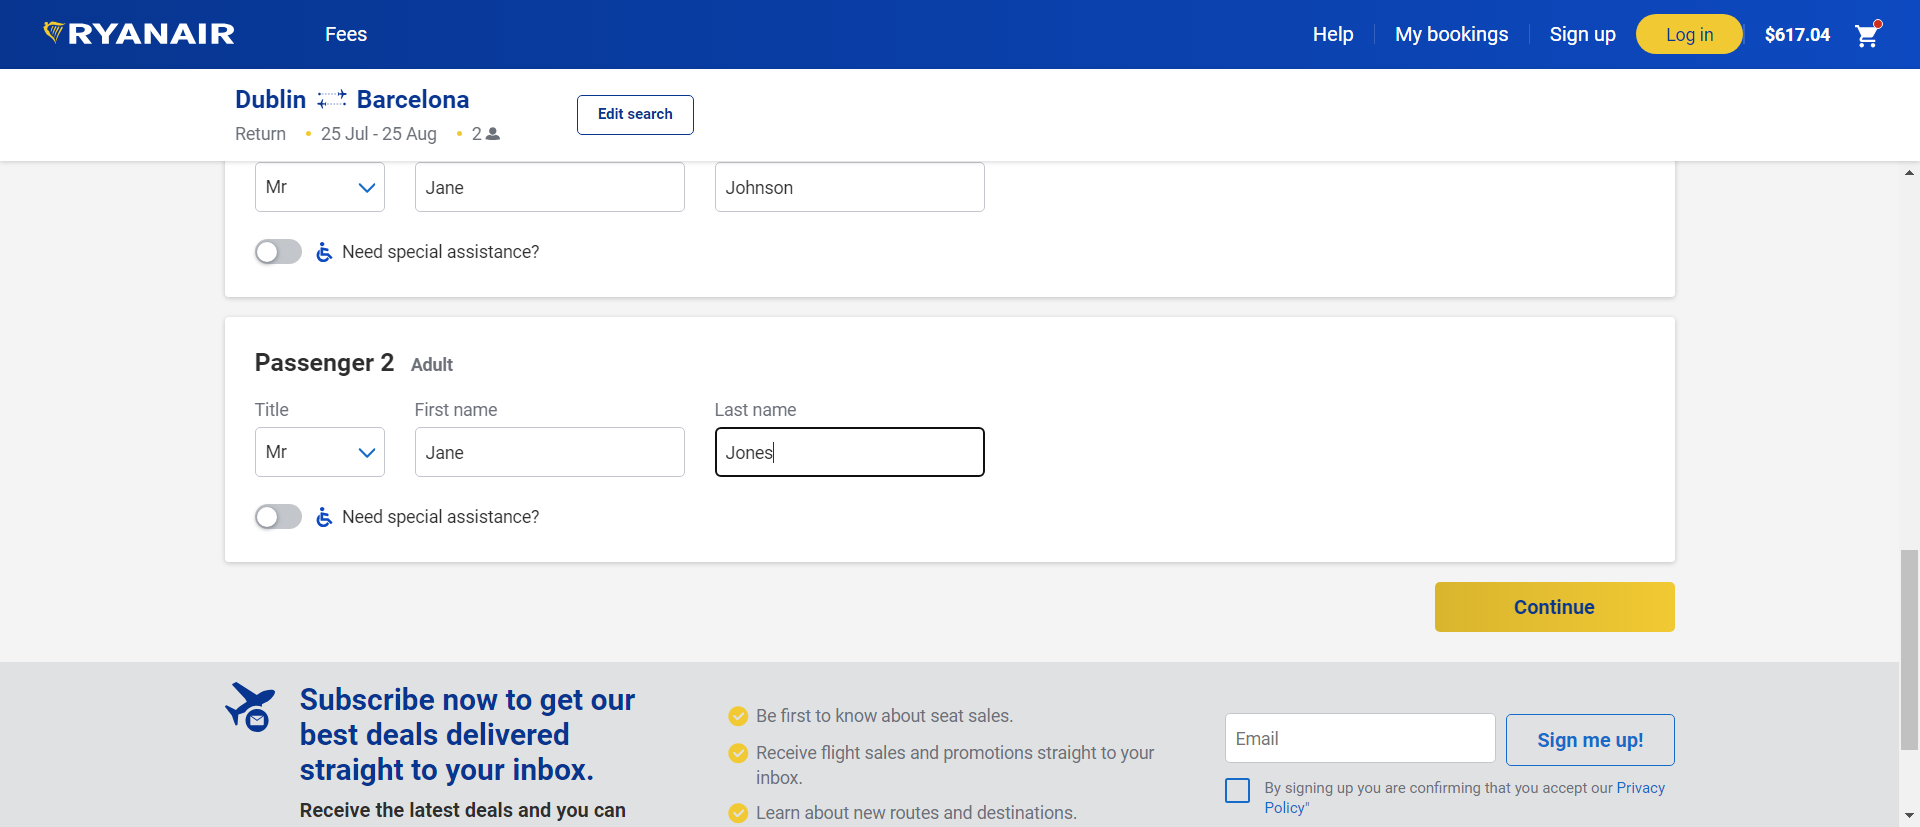 RYANAIR Fees Help My bookings Sign up Log in $617.04
Dublin Barcelona Edit search
Return • 25 Jul - 25 Aug • 2
Mr Jane Johnson
Need special assistance?
Passenger 2 Adult
Title First name Last name
Mr Jane Jones
Need special assistance?
Continue
Subscribe now to get our
best deals delivered
straight to your inbox.
Receive the latest deals and you can
Be first to know about seat sales.
Receive flight sales and promotions straight to your
inbox.
Learn about new routes and destinations.
Email Sign me up!
By signing up you are confirming that you accept our Privacy
Policy"